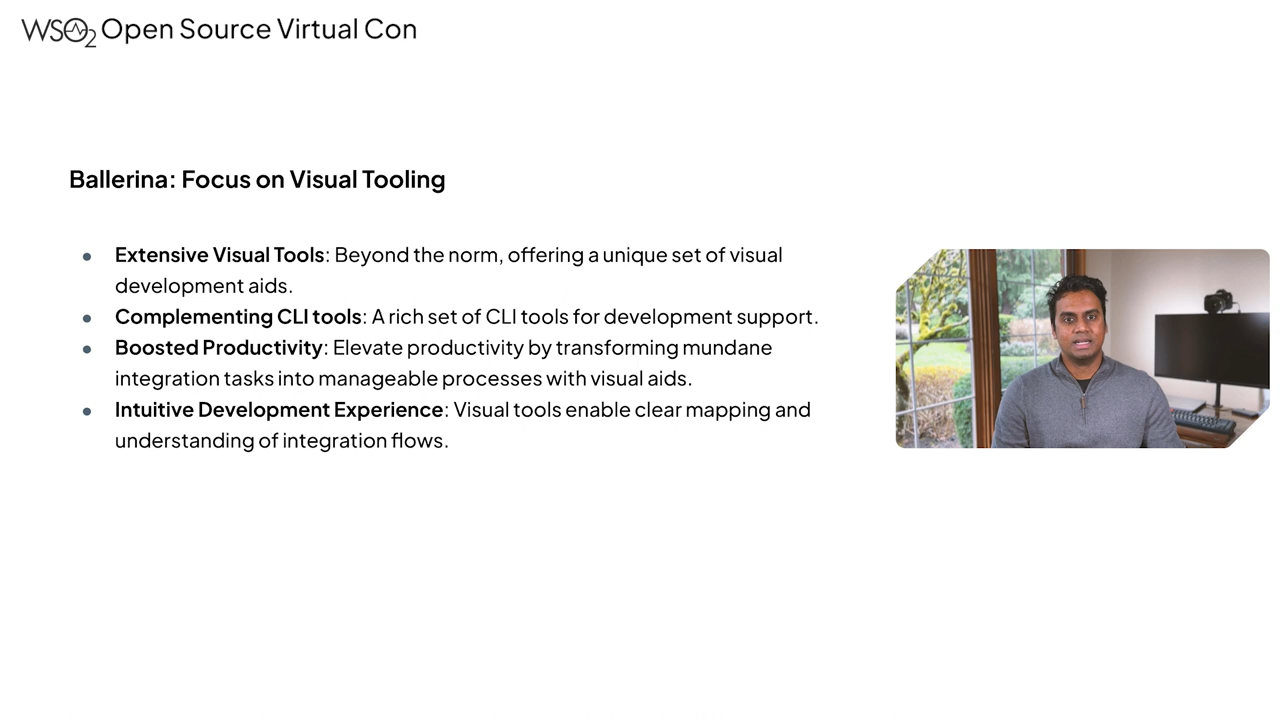 WSO2 Open Source Virtual Con
Ballerina: Focus on Visual Tooling
● Extensive Visual Tools: Beyond the norm, offering a unique set of visual
development aids.
● Complementing CLI tools: A rich set of CLI tools for development support.
● Boosted Productivity: Elevate productivity by transforming mundane
integration tasks into manageable processes with visual aids.
● Intuitive Development Experience: Visual tools enable clear mapping and
understanding of integration flows.